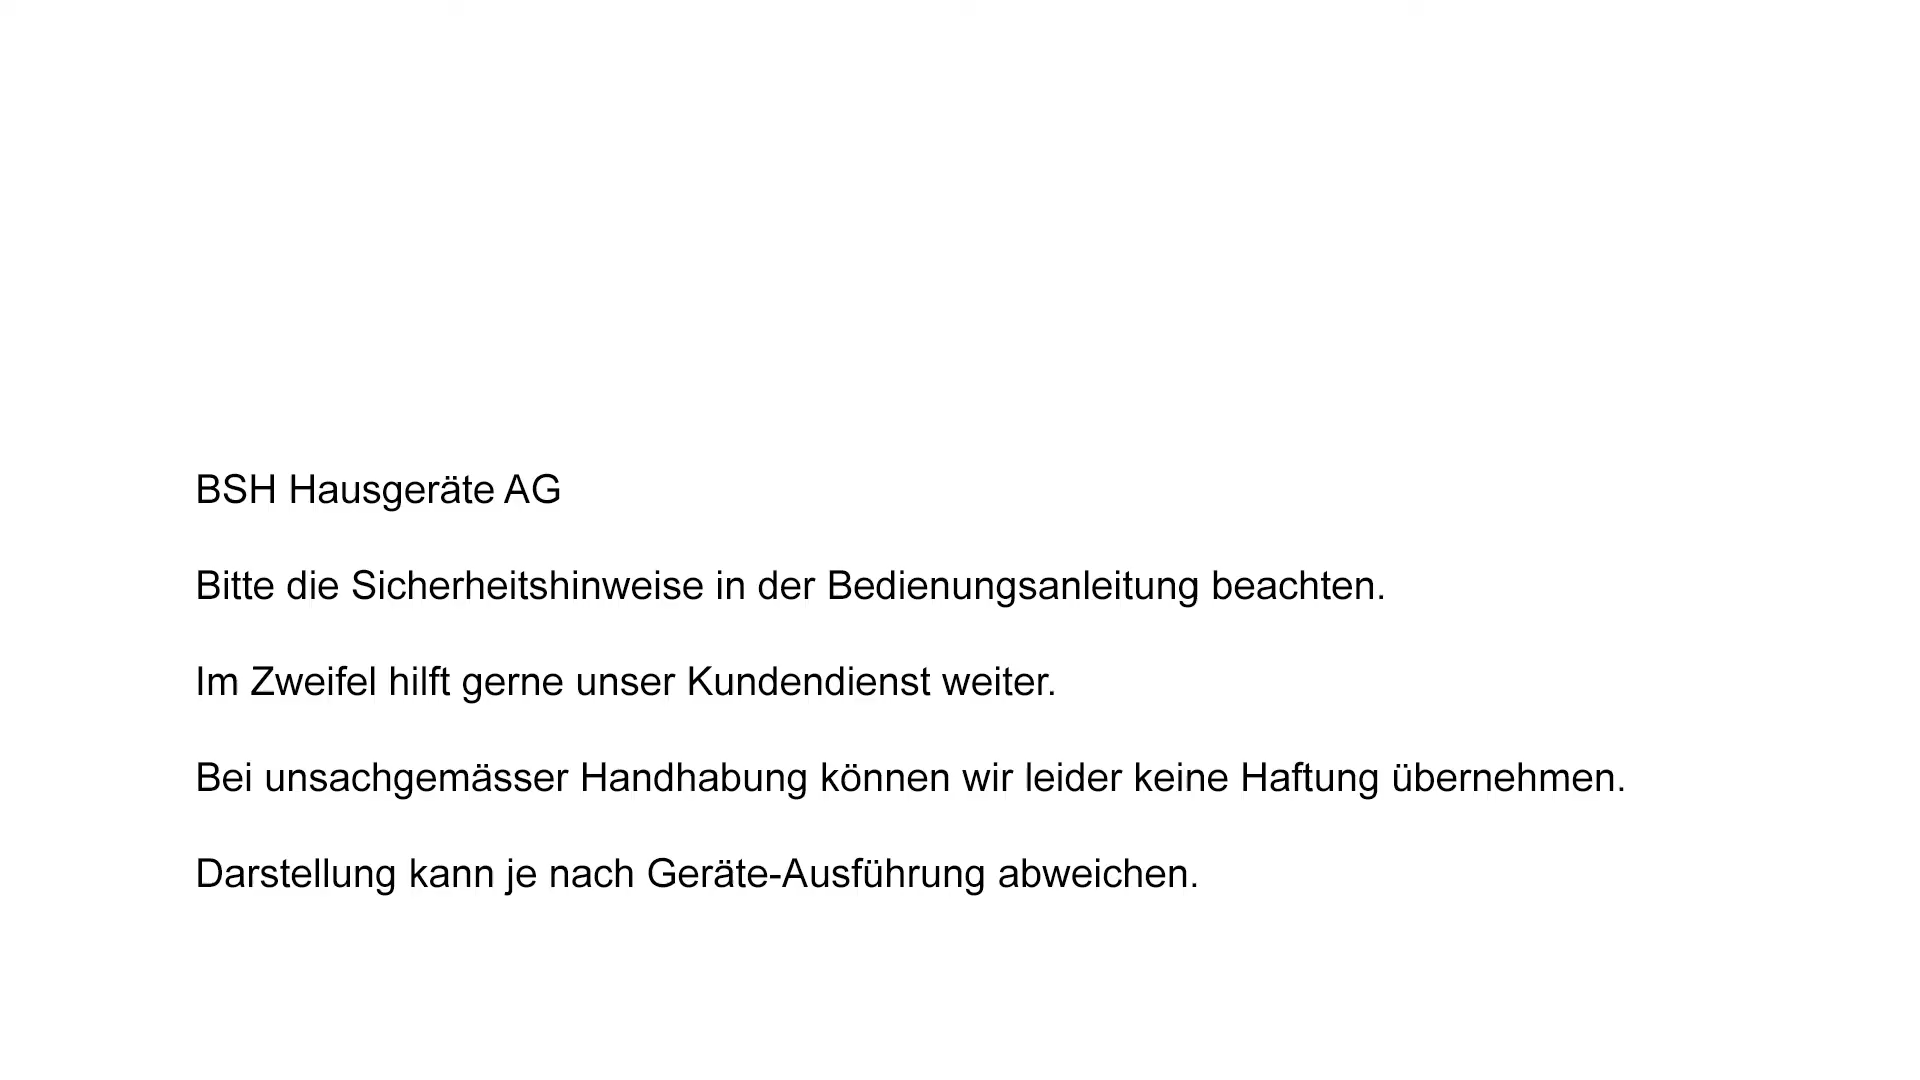 BSH Hausgeräte AG
Bitte die Sicherheitshinweise in der Bedienungsanleitung beachten.
Im Zweifel hilft gerne unser Kundendienst weiter.
Bei unsachgemässer Handhabung können wir leider keine Haftung übernehmen.
Darstellung kann je nach Geräte-Ausführung abweichen.